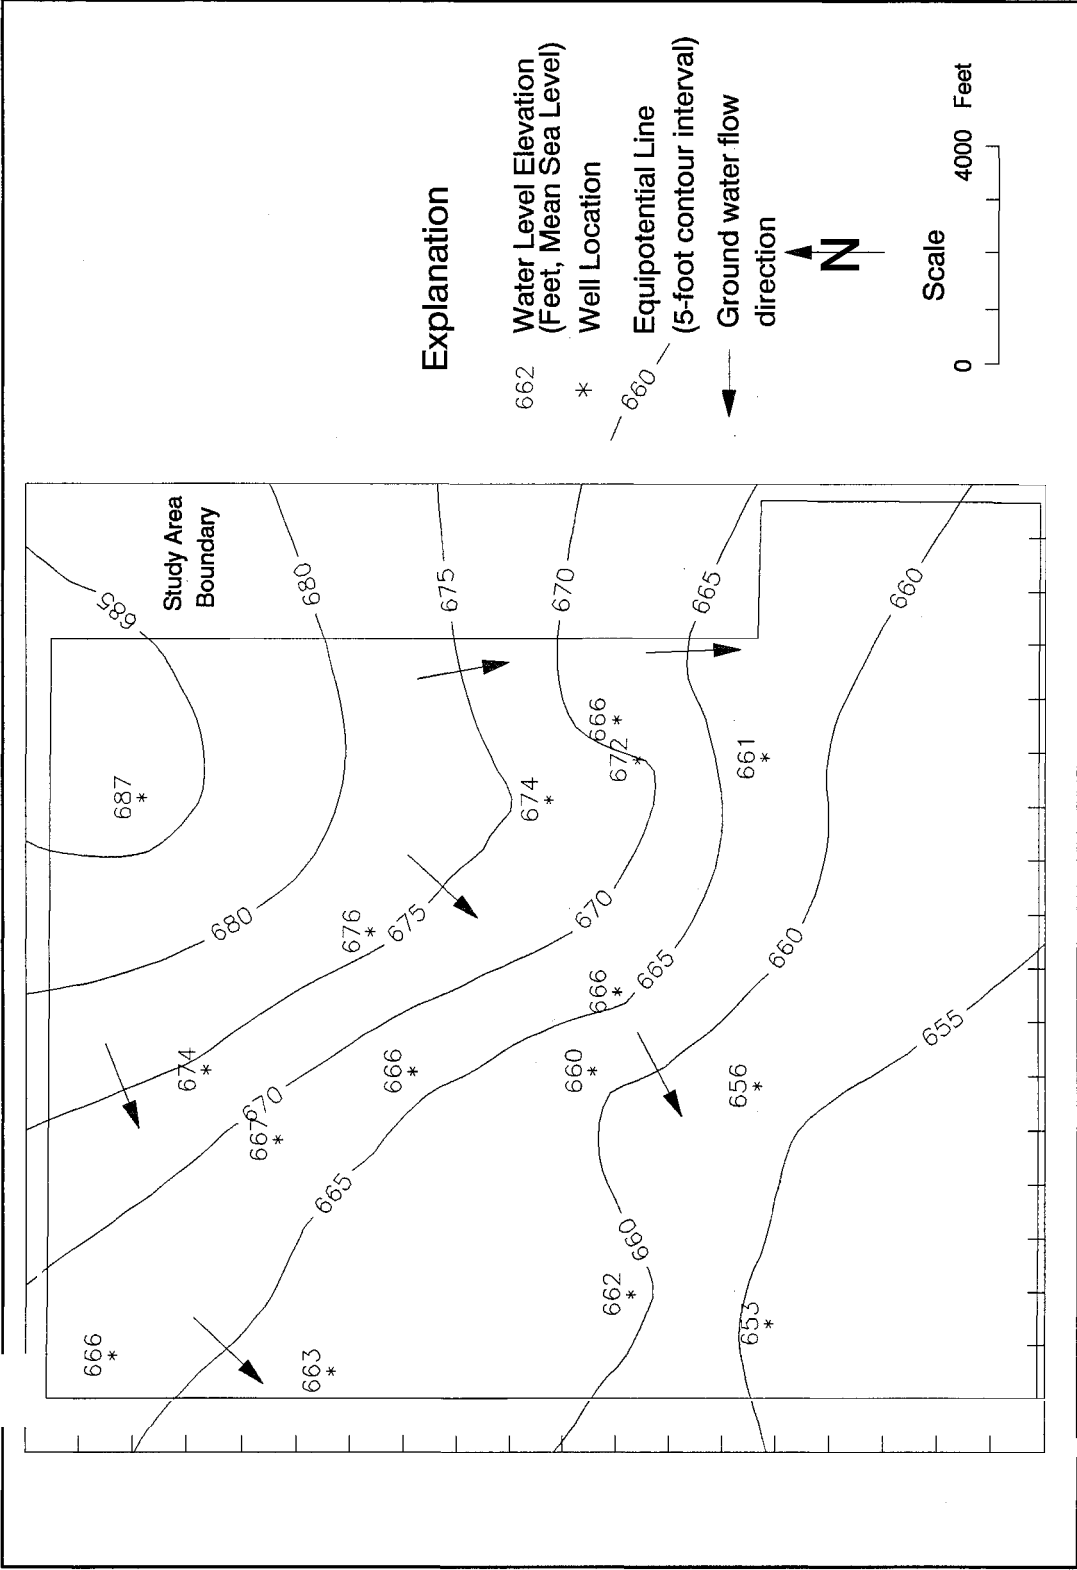 Study Area
Boundary
685
680
675
670
665
660
687
674
672
666
661
680
676
675
670
666
665
660
674
667
670
666
660
656
655
665
660
662
653
666
663
Explanation
662 Water Level Elevation
(Feet, Mean Sea Level)
* Well Location
660 Equipotential Line
(5-foot contour interval)
Ground water flow
direction
N
Scale
0 4000 Feet